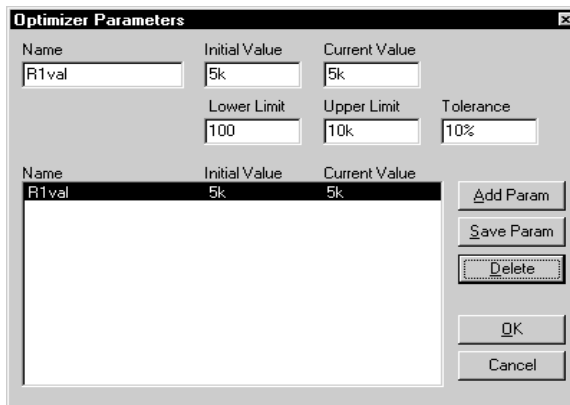 Optimizer Parameters
Name Initial Value Current Value
R1val 5k 5k
Lower Limit Upper Limit Tolerance
100 10k 10%
Name Initial Value Current Value
R1val 5k 5k
Add Param
Save Param
Delete
OK
Cancel